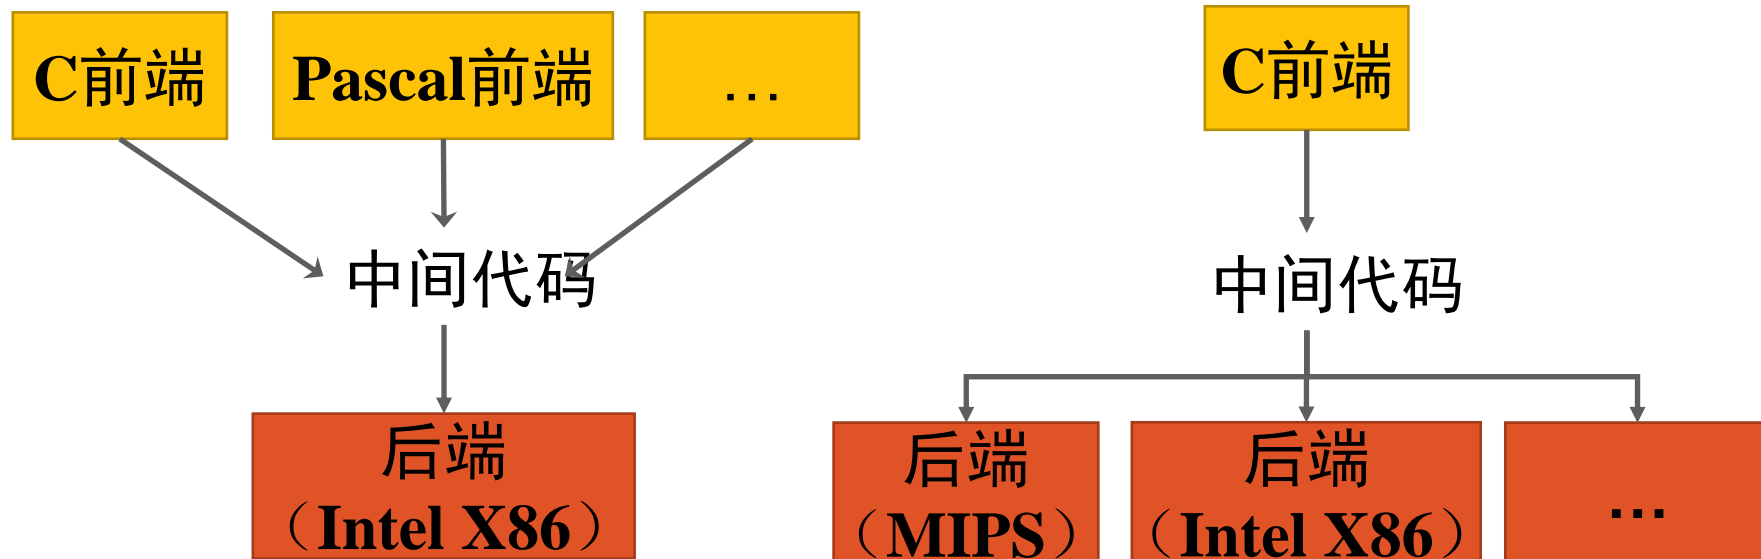 C前端
Pascal前端
…
中间代码
后端
（Intel X86）
C前端
中间代码
后端
（MIPS）
后端
（Intel X86）
…